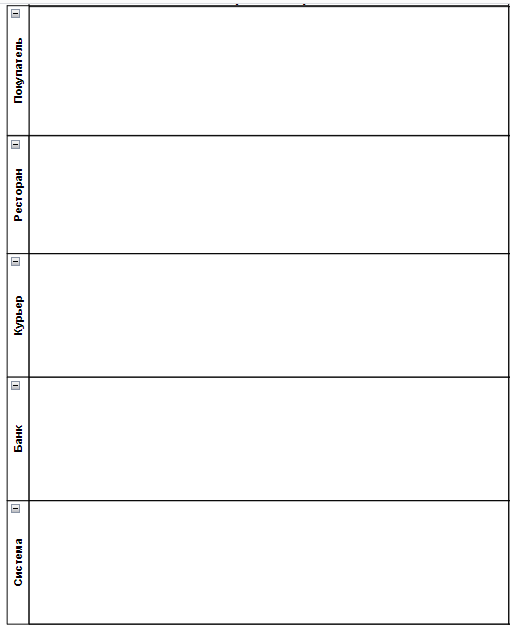 Покупатель
Ресторан
Курьер
Банк
Система